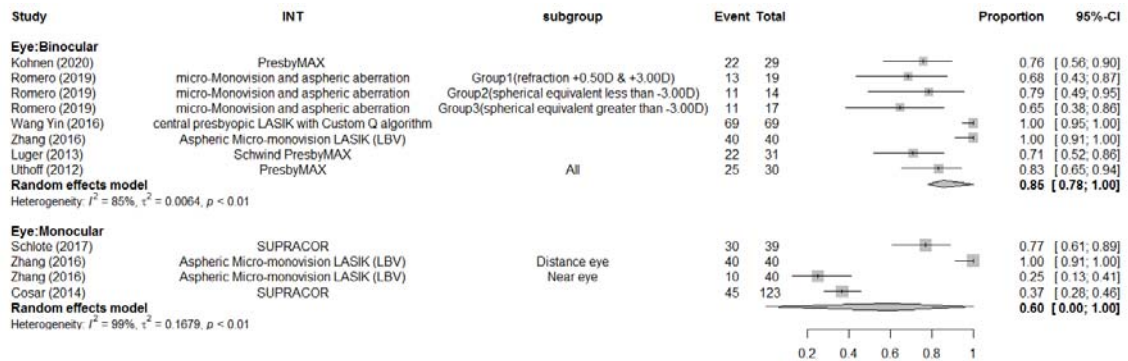 Study INT subgroup Event Total Proportion 95%-CI
Eye:Binocular
Kohnen (2020) PresbyMAX 22 29 0.76 [0.56; 0.90]
Romero (2019) micro-Monovision and aspheric aberration Group1(refraction +0.50D & +3.00D) 13 19 0.68 [0.43; 0.87]
Romero (2019) micro-Monovision and aspheric aberration Group2(spherical equivalent less than -3.00D) 11 14 0.79 [0.49; 0.95]
Romero (2019) micro-Monovision and aspheric aberration Group3(spherical equivalent greater than -3.00D) 11 17 0.65 [0.38; 0.86]
Wang Yin (2016) central presbyopic LASIK with Custom Q algorithm 69 69 1.00 [0.95; 1.00]
Zhang (2016) Aspheric Micro-monovision LASIK (LBV) 40 40 1.00 [0.91; 1.00]
Luger (2013) Schwind PresbyMAX 22 31 0.71 [0.52; 0.86]
Uthoff (2012) PresbyMAX All 25 30 0.83 [0.65; 0.94]
Random effects model 0.85 [0.78; 1.00]
Heterogeneity: I² = 85%, τ² = 0.0064, p < 0.01
Eye:Monocular
Schlote (2017) SUPRACOR 30 39 0.77 [0.61; 0.89]
Zhang (2016) Aspheric Micro-monovision LASIK (LBV) Distance eye 40 40 1.00 [0.91; 1.00]
Zhang (2016) Aspheric Micro-monovision LASIK (LBV) Near eye 10 40 0.25 [0.13; 0.41]
Cosar (2014) SUPRACOR 45 123 0.37 [0.28; 0.46]
Random effects model 0.60 [0.00; 1.00]
Heterogeneity: I² = 99%, τ² = 0.1679, p < 0.01
0.2 0.4 0.6 0.8 1